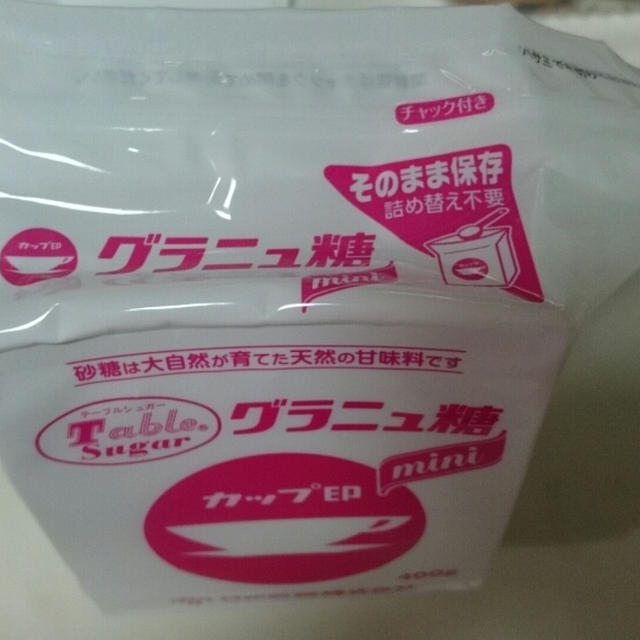 チャック付き
そのまま保存
詰め替え不要
カップ印
グラニュ糖
mini
砂糖は大自然が育てた天然の甘味料です
テーブルシュガー
Table
Sugar
グラニュ糖
mini
カップ印
400g